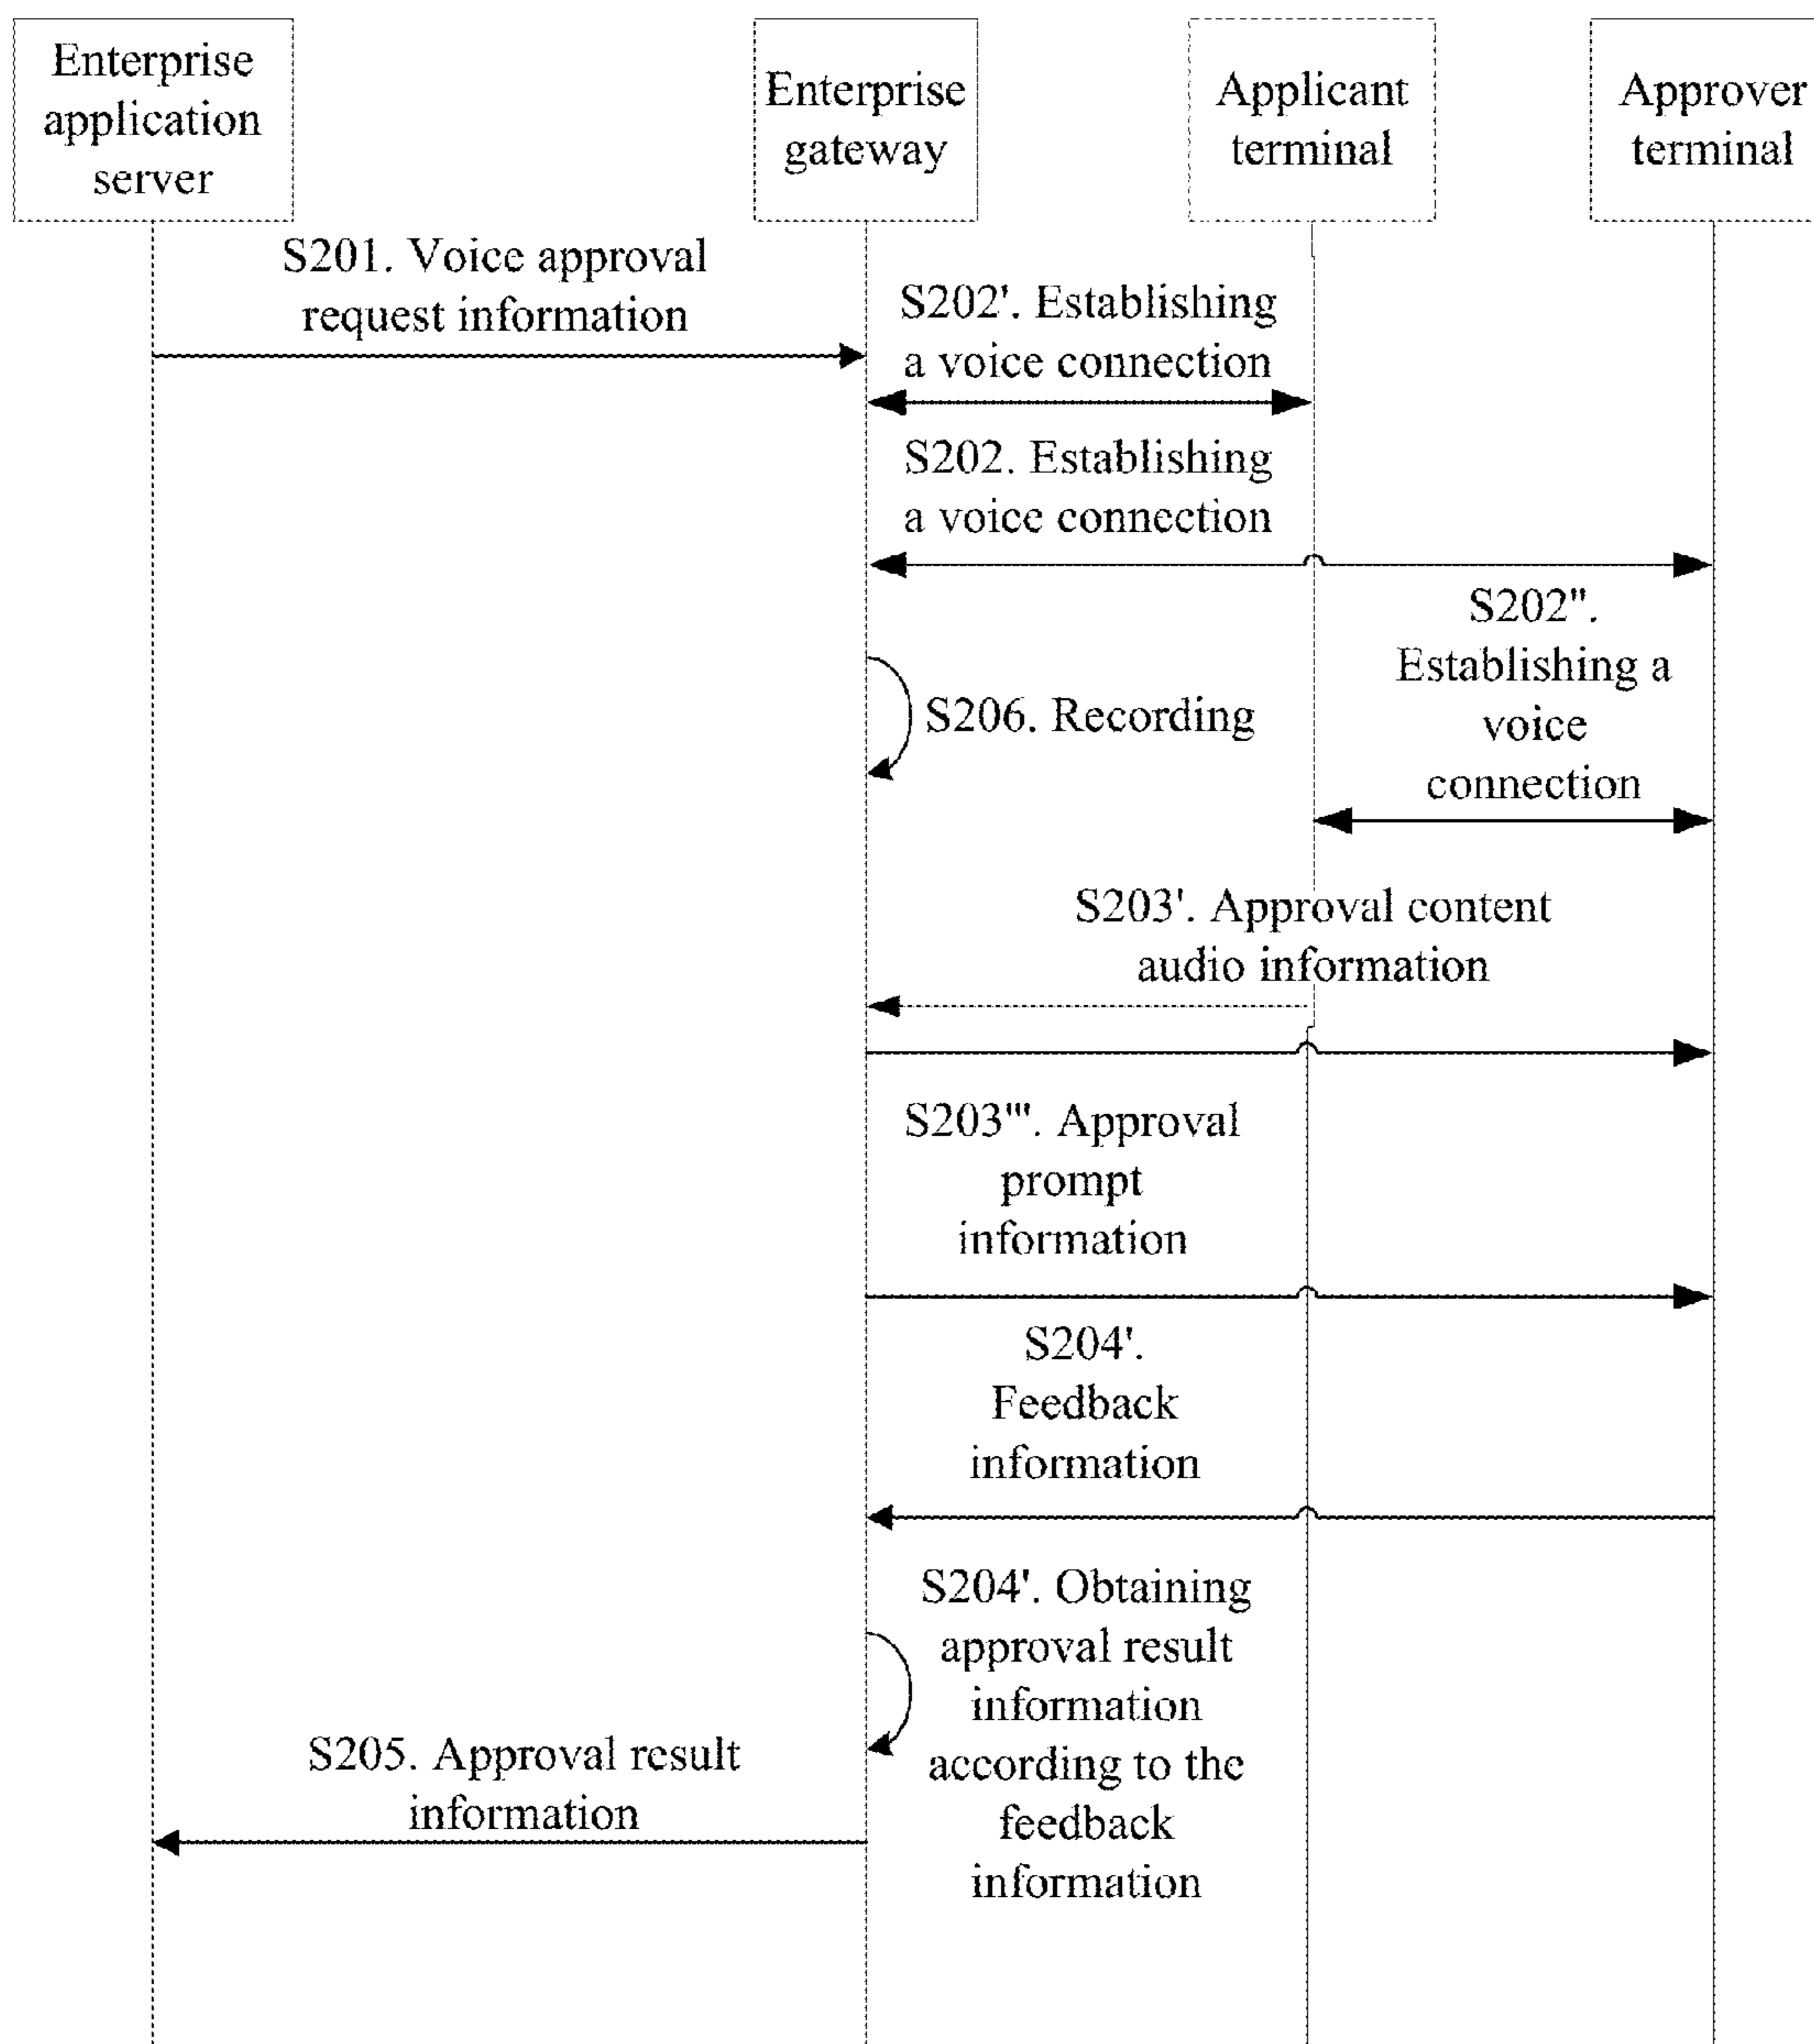 Enterprise
application
server
Enterprise
gateway
Applicant
terminal
Approver
terminal
S201. Voice approval
request information
S202'. Establishing
a voice connection
S202. Establishing
a voice connection
S202".
Establishing a
voice
connection
S206. Recording
S203'. Approval content
audio information
S203'''. Approval
prompt
information
S204'.
Feedback
information
S204'. Obtaining
approval result
information
according to the
feedback
information
S205. Approval result
information